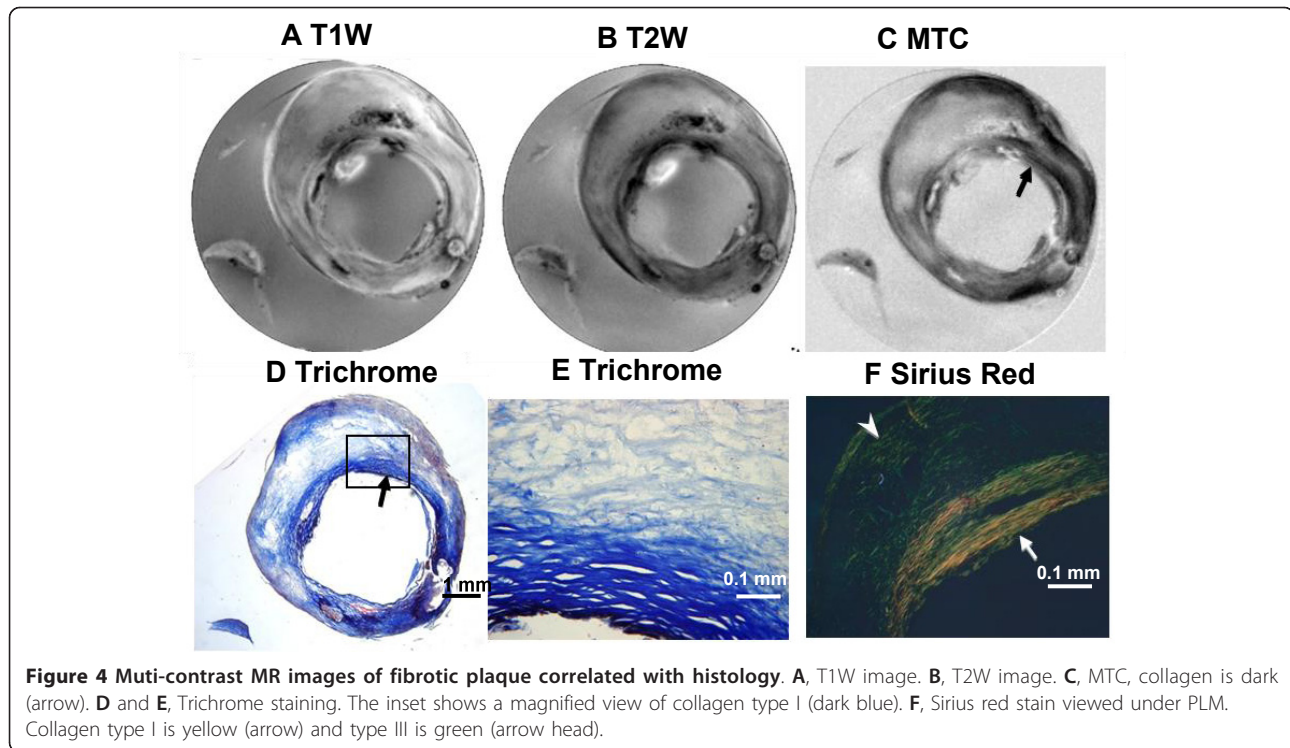 A T1W
B T2W
C MTC
D Trichrome
E Trichrome
F Sirius Red
1 mm
0.1 mm
0.1 mm
Figure 4 Muti-contrast MR images of fibrotic plaque correlated with histology. A, T1W image. B, T2W image. C, MTC, collagen is dark
(arrow). D and E, Trichrome staining. The inset shows a magnified view of collagen type I (dark blue). F, Sirius red stain viewed under PLM.
Collagen type I is yellow (arrow) and type III is green (arrow head).